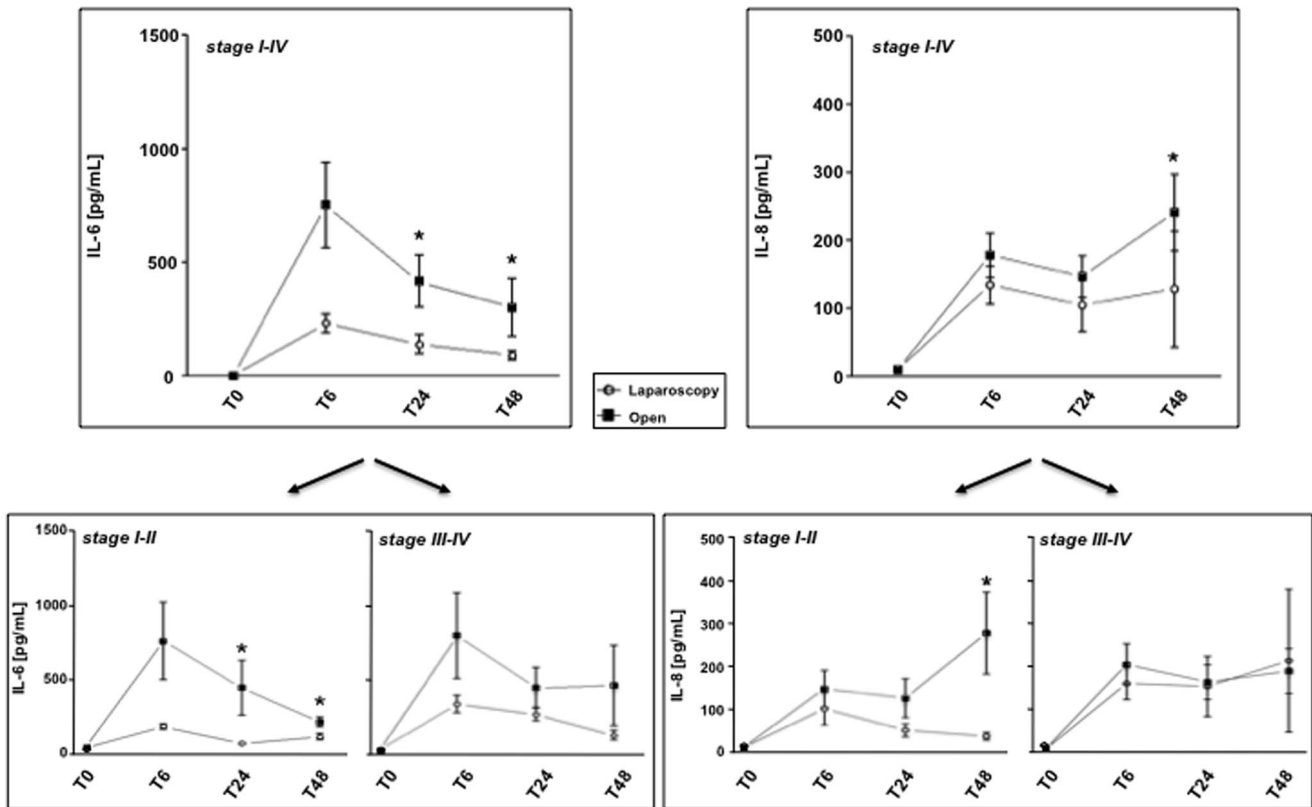 stage I-IV
IL-6 [pg/mL]
1500
1000
500
0
*
*
T0 T6 T24 T48
stage I-IV
IL-8 [pg/mL]
500
400
300
200
100
0
*
T0 T6 T24 T48
Laparoscopy
Open
stage I-II
IL-6 [pg/mL]
1500
1000
500
0
*
*
T0 T6 T24 T48
stage III-IV
T0 T6 T24 T48
stage I-II
IL-8 [pg/mL]
500
400
300
200
100
0
*
T0 T6 T24 T48
stage III-IV
T0 T6 T24 T48